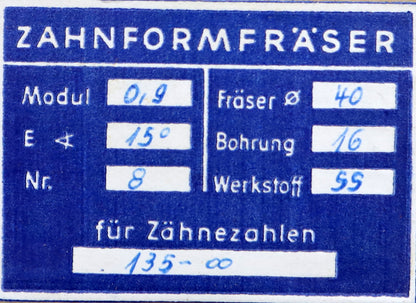 ZAHNFORMFRÄSER
Modul 0,9
E ∢ 15°
Nr. 8
Fräser ⌀ 40
Bohrung 16
Werkstoff SS
für Zähnezahlen
135-∞